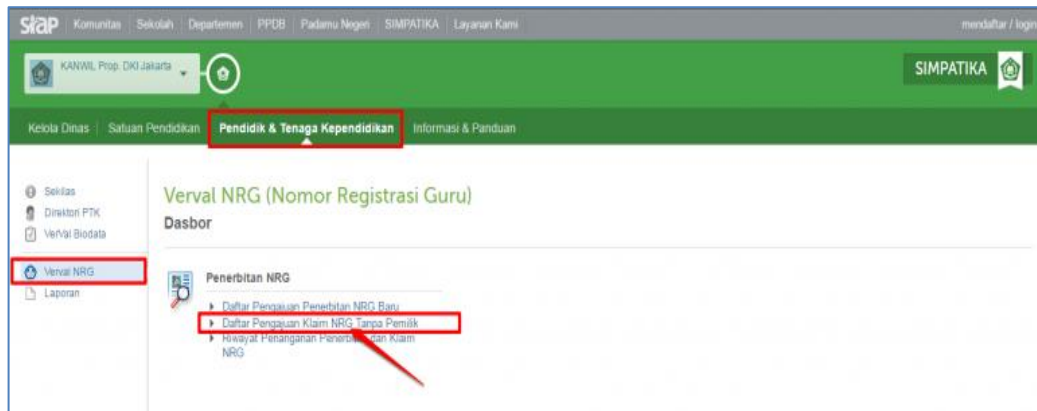 siap Komunitas Sekolah Departemen PPDB Padamu Negeri SIMPATIKA Layanan Kami mendaftar / login
KANWIL Prop. DKI Jakarta
SIMPATIKA
Kelola Dinas Satuan Pendidikan Pendidik & Tenaga Kependidikan Informasi & Panduan
Sekilas
Direktori PTK
VerVal Biodata
Verval NRG
Laporan
Verval NRG (Nomor Registrasi Guru)
Dasbor
Penerbitan NRG
Daftar Pengajuan Penerbitan NRG Baru
Daftar Pengajuan Klaim NRG Tanpa Pemilik
Riwayat Penanganan Penerbitan dan Klaim
NRG